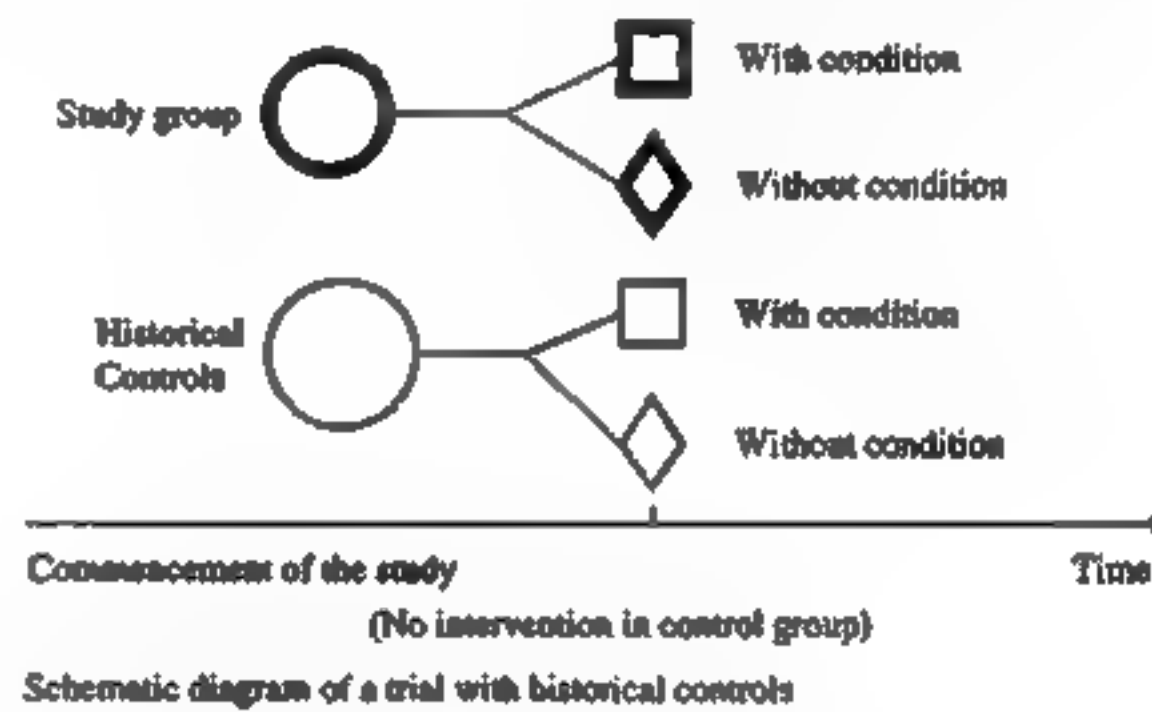 With condition
Study group
Without condition
Historical
Controls
With condition
Without condition
Commencement of the study
Time
(No intervention in control group)
Schematic diagram of a trial with historical controls